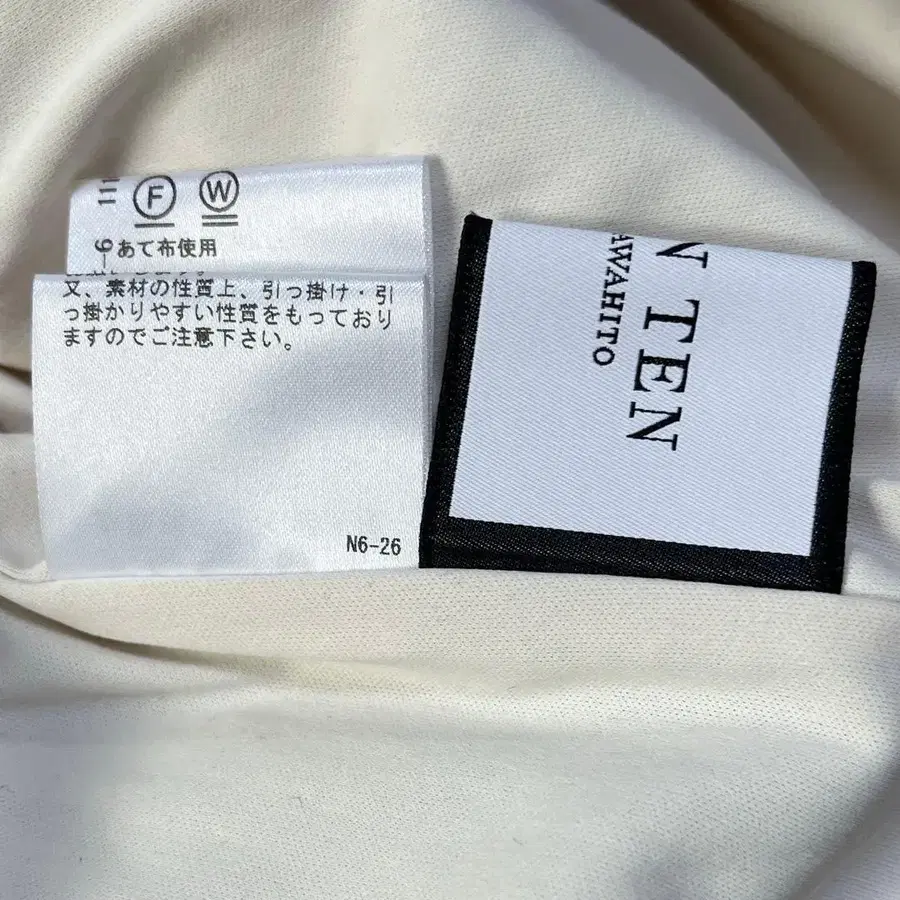 F W
あて布使用
又、素材の性質上、引っ掛け・引
っ掛かりやすい性質をもっており
ますのでご注意下さい。
N6-26
N TEN
AWAHITO